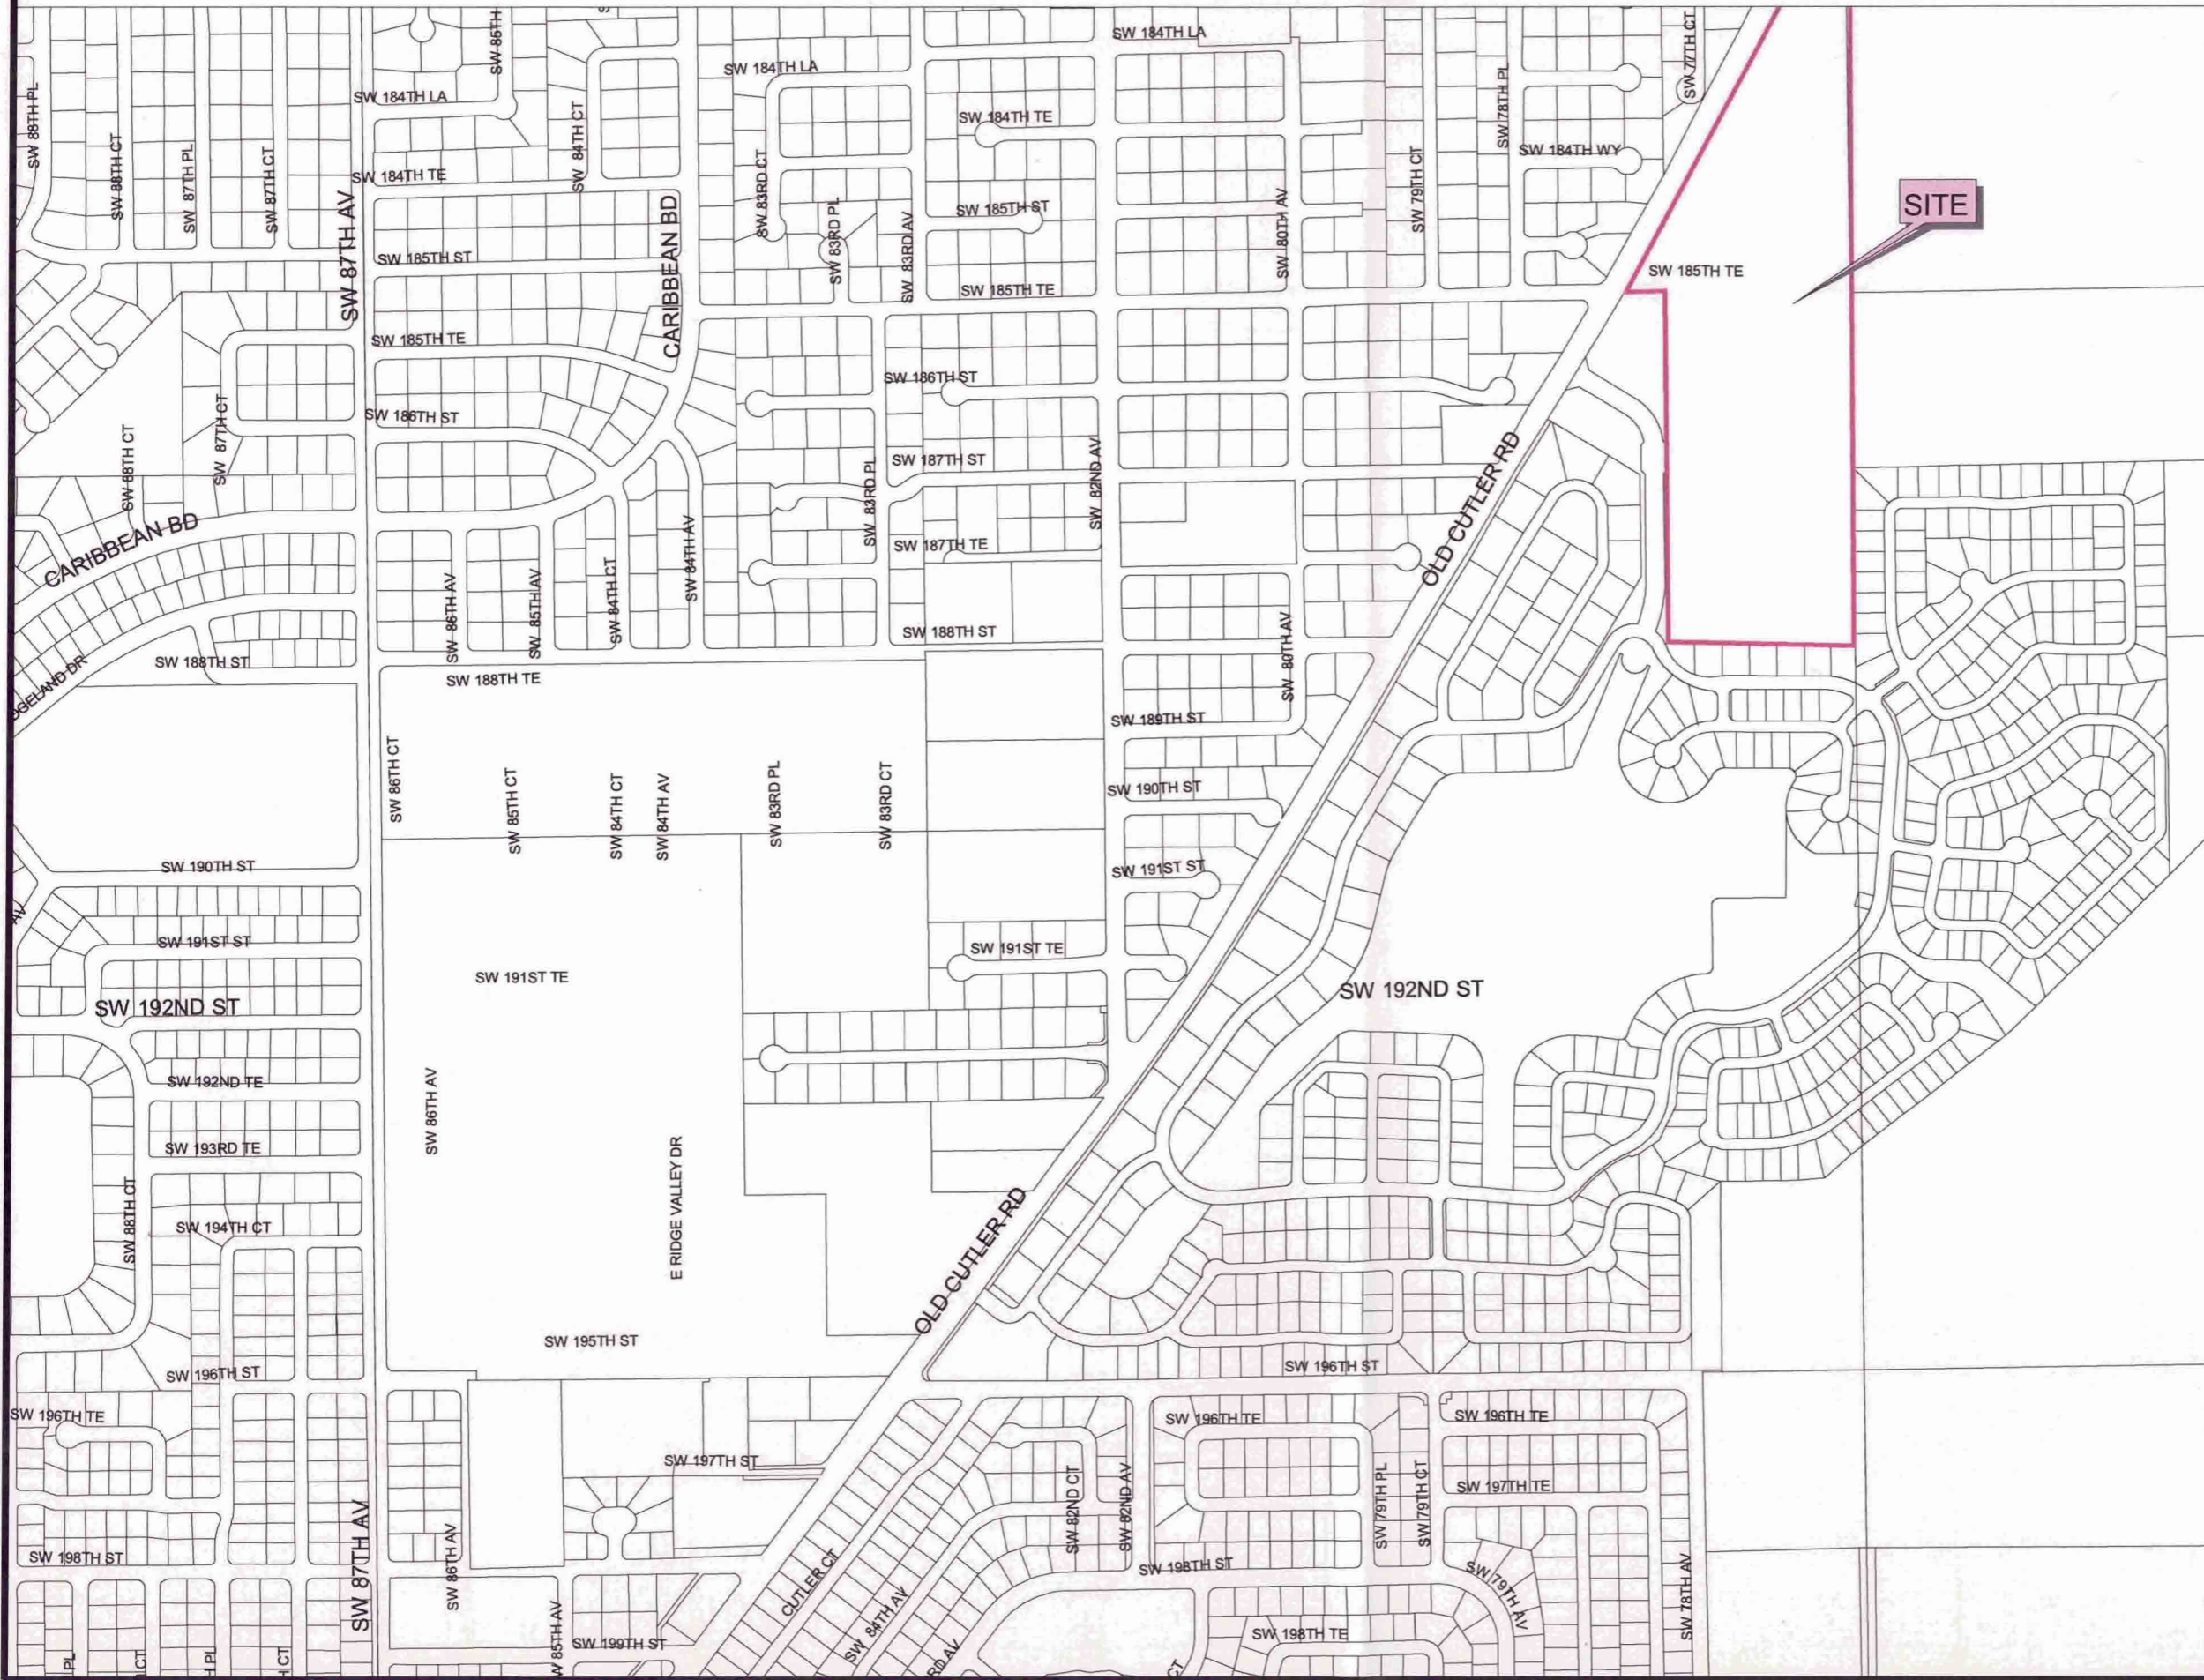 SW 184TH LA
SW 77TH CT
SW 85TH
SW 184TH LA
SW 78TH PL
SW 184TH LA
SW 88TH PL
SW 84TH CT
SW 184TH TE
SW 88TH CT
SW 87TH PL
SW 87TH CT
SW 184TH WY
SW 184TH TE
SW 83RD CT
SW 79TH CT
SITE
SW 87TH AV
CARIBBEAN BD
SW 83RD PL
SW 83RD AV
SW 185TH ST
SW 80TH AV
SW 185TH ST
SW 185TH TE
SW 185TH TE
SW 185TH TE
SW 186TH ST
SW 186TH ST
SW 88TH CT
SW 87TH CT
SW 187TH ST
SW 83RD PL
SW 82ND AV
OLD CUTLER RD
CARIBBEAN BD
SW 187TH TE
SW 84TH AV
SW 86TH AV
SW 85TH AV
SW 84TH CT
SW 188TH ST
SW 80TH AV
SW 188TH ST
GELAND DR
SW 188TH TE
SW 189TH ST
SW 86TH CT
SW 85TH CT
SW 84TH CT
SW 84TH AV
SW 83RD PL
SW 83RD CT
SW 190TH ST
SW 190TH ST
SW 191ST ST
AV
SW 191ST ST
SW 191ST TE
SW 191ST TE
SW 192ND ST
SW 192ND ST
SW 192ND TE
SW 86TH AV
SW 193RD TE
E RIDGE VALLEY DR
SW 88TH CT
SW 194TH CT
OLD CUTLER RD
SW 195TH ST
SW 196TH ST
SW 196TH ST
SW 196TH TE
SW 196TH TE
SW 196TH TE
SW 197TH ST
SW 82ND CT
SW 82ND AV
SW 79TH PL
SW 79TH CT
SW 197TH TE
SW 87TH AV
SW 86TH AV
SW 198TH ST
SW 198TH ST
CUTLER CT
SW 84TH AV
SW 79TH AV
SW 78TH AV
W 85TH AV
SW 199TH ST
SW 198TH TE
PL
CT
H PL
H CT
RD AV
CT